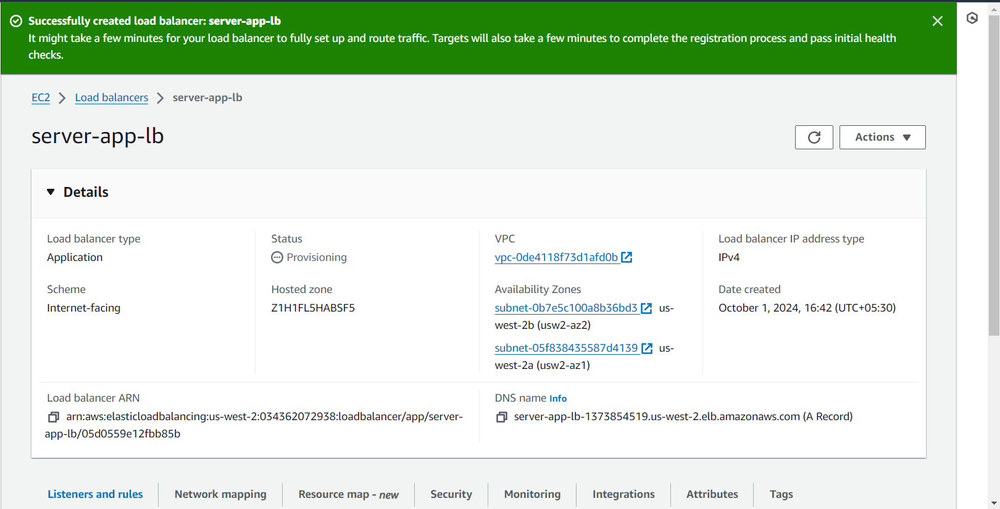 Successfully created load balancer: server-app-lb
It might take a few minutes for your load balancer to fully set up and route traffic. Targets will also take a few minutes to complete the registration process and pass initial health
checks.
EC2 Load balancers server-app-lb
server-app-lb
Actions
Details
Load balancer type
Application
Status
Provisioning
VPC
vpc-0de4118f73d1afd0b
Load balancer IP address type
IPv4
Scheme
Internet-facing
Hosted zone
Z1H1FL5HABSF5
Availability Zones
subnet-0b7e5c100a8b36bd3 us-
west-2b (usw2-az2)
subnet-05f838435587d4139 us-
west-2a (usw2-az1)
Date created
October 1, 2024, 16:42 (UTC+05:30)
Load balancer ARN
arn:aws:elasticloadbalancing:us-west-2:034362072938:loadbalancer/app/server-
app-lb/05d0559e12fbb85b
DNS name Info
server-app-lb-1373854519.us-west-2.elb.amazonaws.com (A Record)
Listeners and rules Network mapping Resource map - new Security Monitoring Integrations Attributes Tags